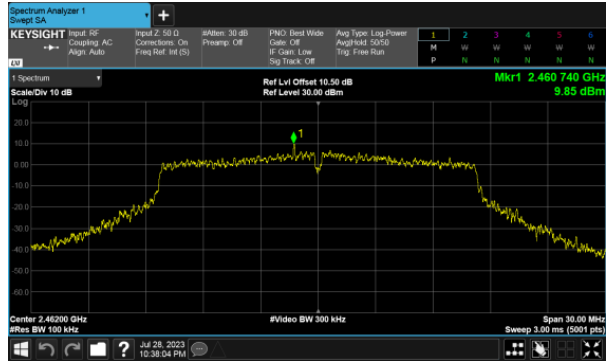 Spectrum Analyzer 1
Swept SA
+
KEYSIGHT Input: RF Input Z: 50 Ω #Atten: 30 dB PNO: Best Wide Avg Type: Log-Power 1 2 3 4 5 6
Coupling: AC Corrections: On Preamp: Off Gate: Off Avg|Hold: 50/50 M W W W W W
Align: Auto Freq Ref: Int (S) IF Gain: Low Trig: Free Run P N N N N N
LXI Sig Track: Off
1 Spectrum Ref Lvl Offset 10.50 dB Mkr1 2.460 740 GHz
Scale/Div 10 dB Ref Level 30.00 dBm 9.85 dBm
Log
20.0
1
10.0
0.00
-10.0
-20.0
-30.0
-40.0
-50.0
-60.0
Center 2.46200 GHz #Video BW 300 kHz Span 30.00 MHz
#Res BW 100 kHz Sweep 3.00 ms (5001 pts)
? Jul 28, 2023
10:38:04 PM